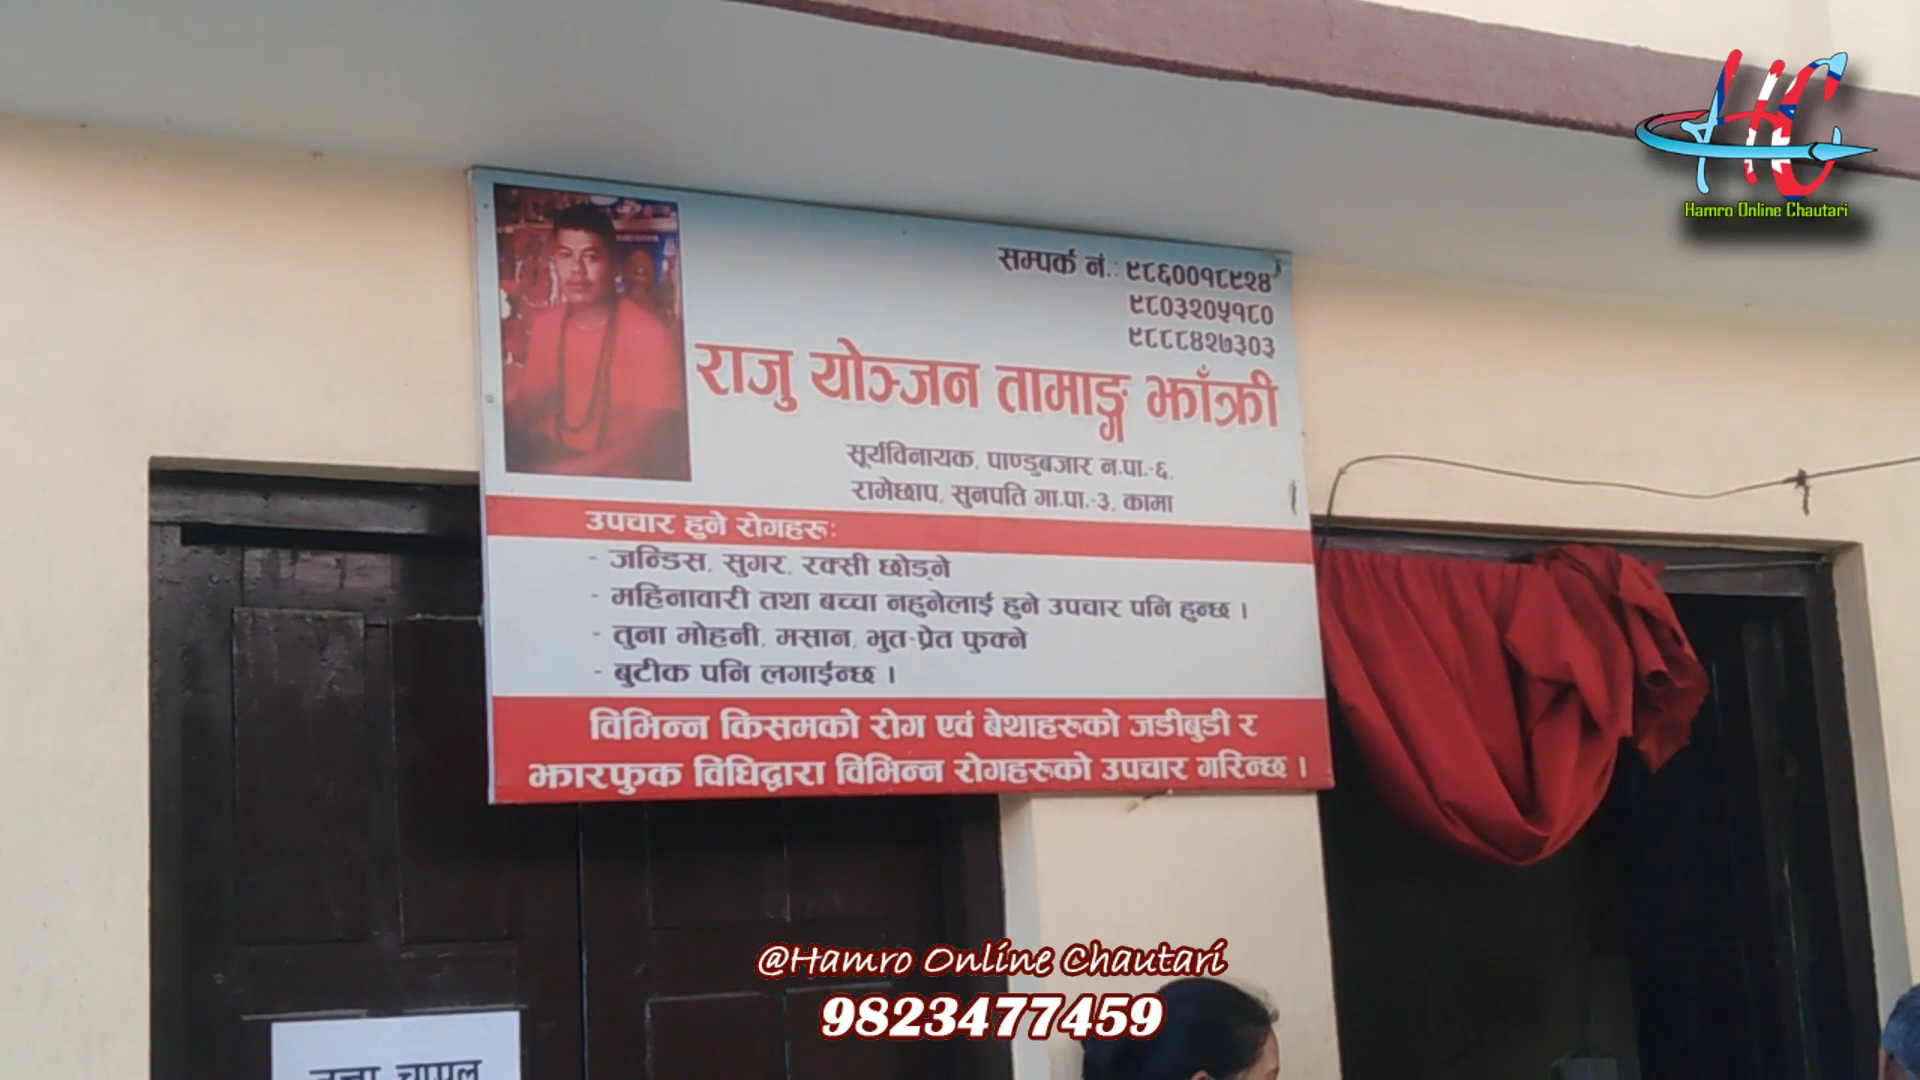 Hamro Online Chautari
सम्पर्क नं.: ९८६००१८९२४
९८०३२०५१८०
९८८८४२७३०३
राजु योञ्जन तामाङ्ग झाँक्री
सूर्यविनायक, पाण्डुबजार न.पा.-६,
रामेछाप, सुनपति गा.पा.-३, कामा
उपचार हुने रोगहरू:
- जन्डिस, सुगर, रक्सी छोड्ने
- महिनावारी तथा बच्चा नहुनेलाई हुने उपचार पनि हुन्छ ।
- तुना मोहनी, मसान, भुत-प्रेत फुक्ने
- बुटीक पनि लगाईन्छ ।
विभिन्न किसमको रोग एवं बेथाहरुको जडीबुडी र
झारफुक विधिद्वारा विभिन्न रोगहरुको उपचार गरिन्छ ।
@Hamro Online Chautari
9823477459